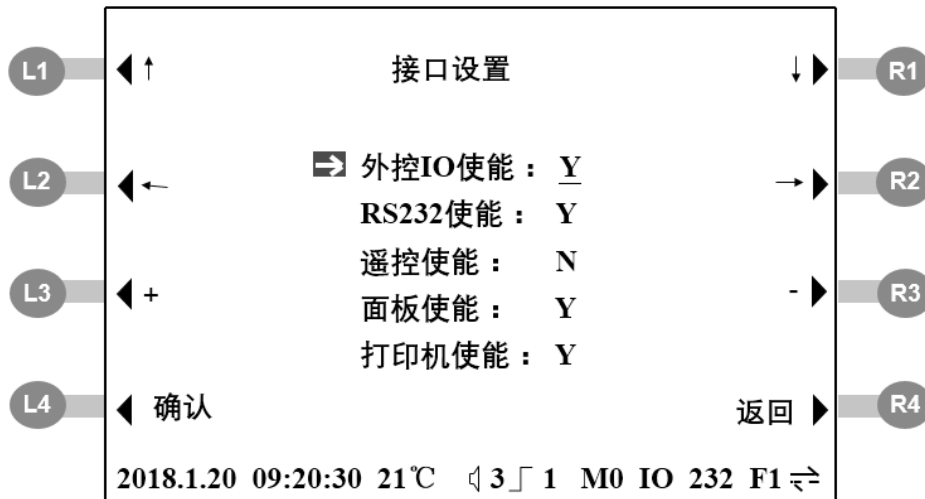 L1 ↑ 接口设置 ↓ R1
L2 ← → 外控IO使能： Y → R2
RS232使能： Y
遥控使能： N
L3 + - R3
面板使能： Y
打印机使能： Y
L4 确认 返回 R4
2018.1.20 09:20:30 21℃ 3 1 M0 IO 232 F1 ⇌